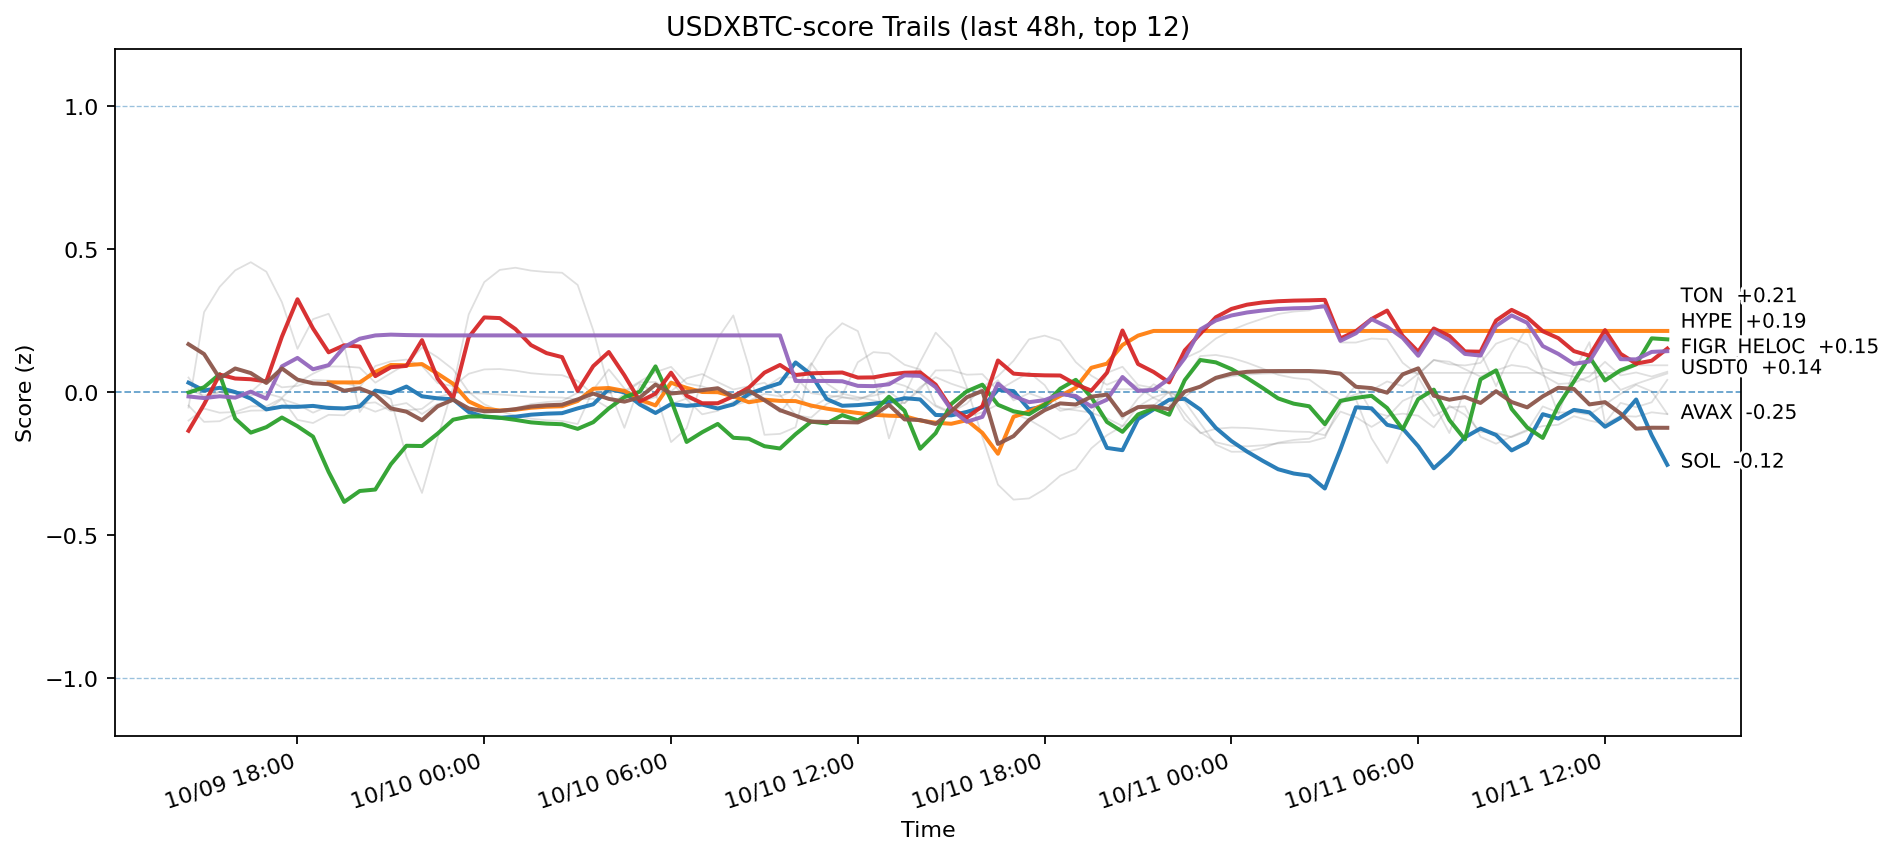 USDXBTC-score Trails (last 48h, top 12)
Score (z)
1.0
0.5
0.0
−0.5
−1.0
TON +0.21
HYPE +0.19
FIGR_HELOC +0.15
USDT0 +0.14
AVAX -0.25
SOL -0.12
10/09 18:00
10/10 00:00
10/10 06:00
10/10 12:00
10/10 18:00
10/11 00:00
10/11 06:00
10/11 12:00
Time